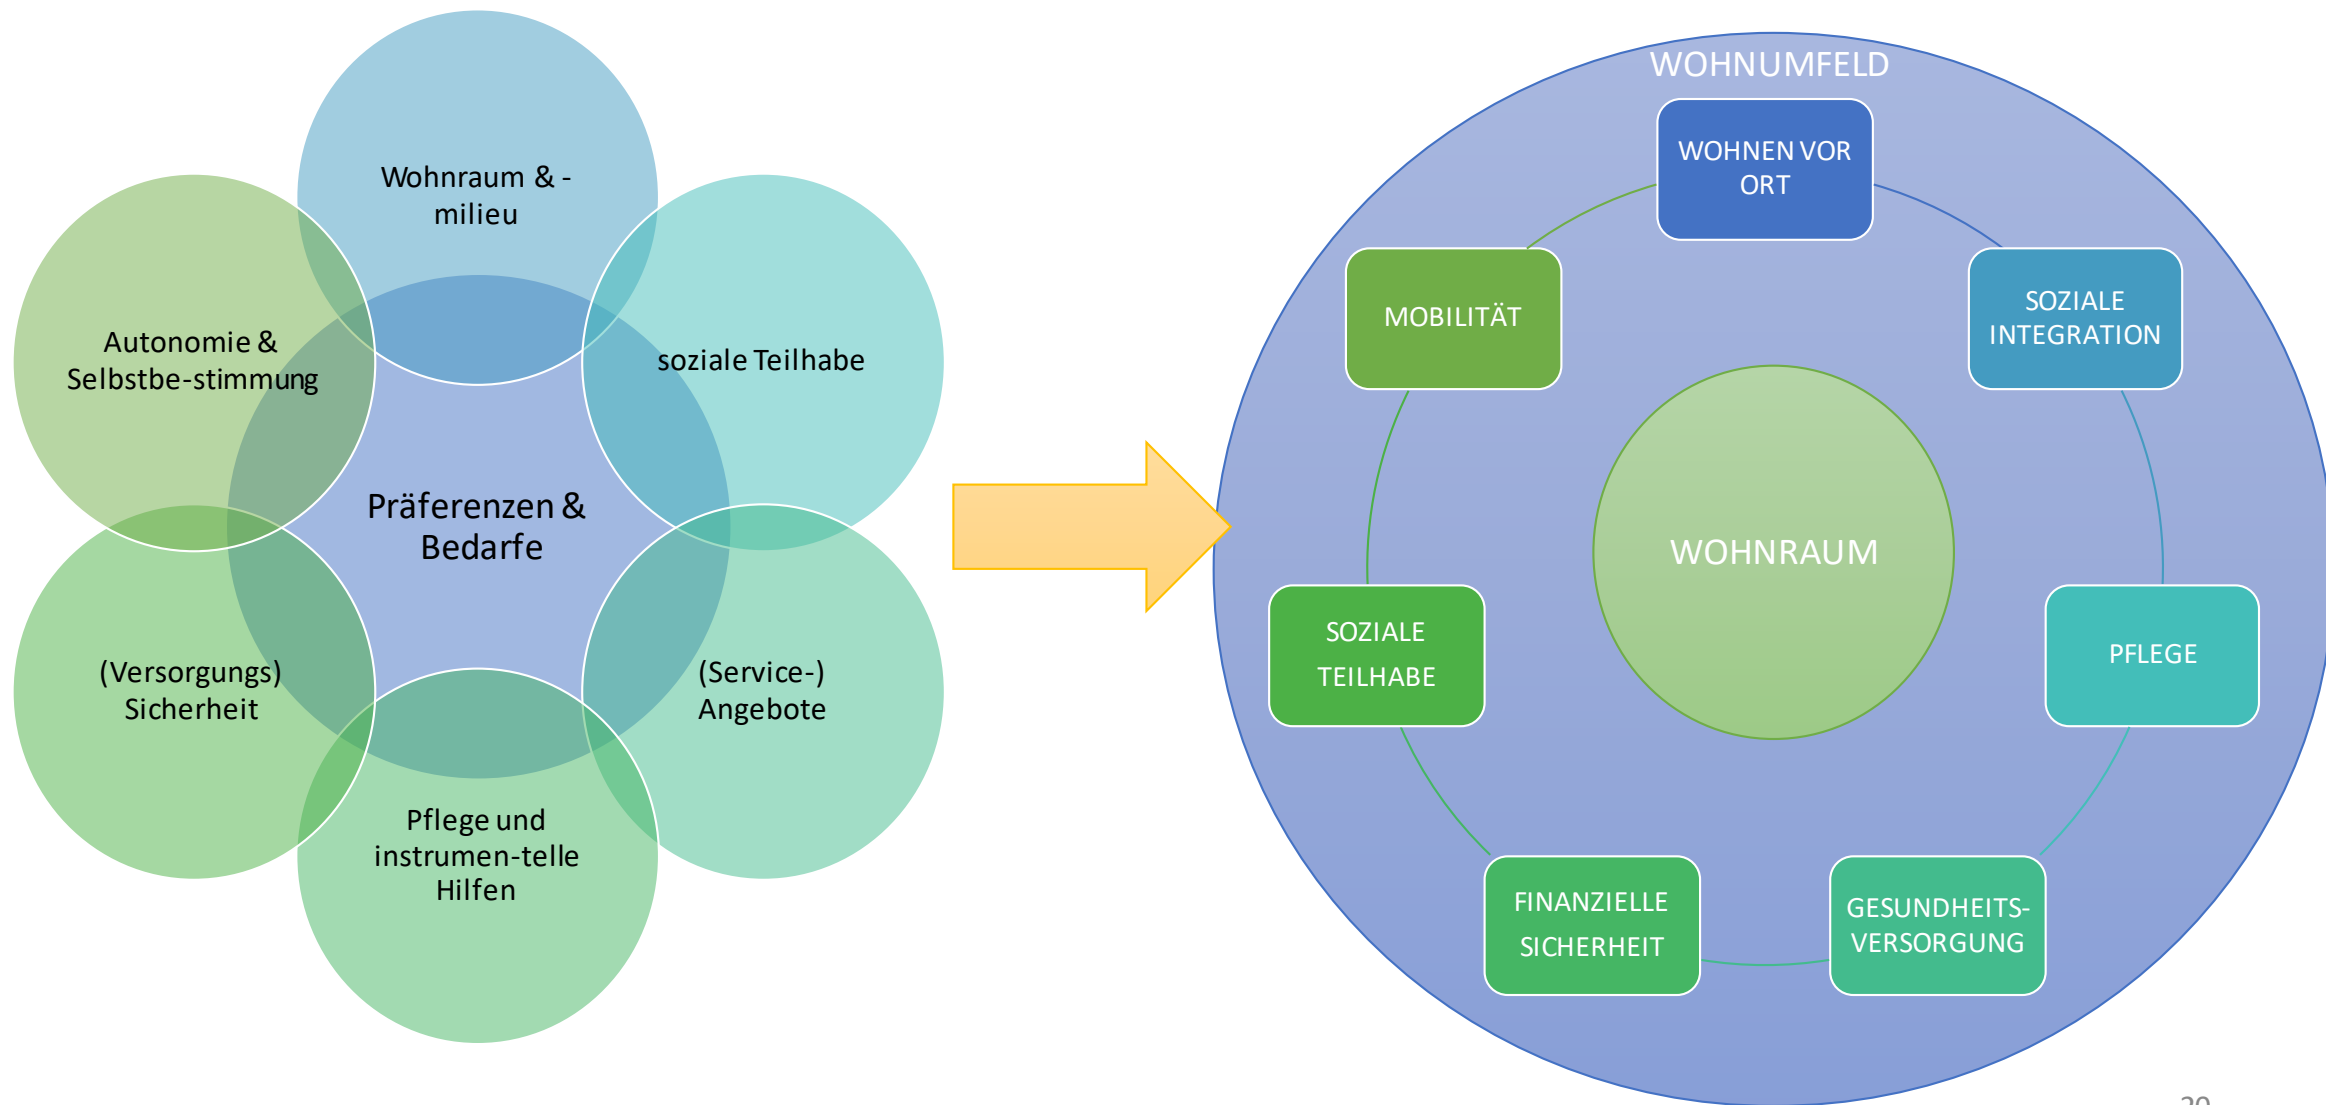 Wohnraum & -
milieu
soziale Teilhabe
(Service-)
Angebote
Pflege und
instrumen-telle
Hilfen
(Versorgungs)
Sicherheit
Autonomie &
Selbstbe-stimmung
Präferenzen &
Bedarfe
WOHNUMFELD
WOHNEN VOR
ORT
SOZIALE
INTEGRATION
PFLEGE
GESUNDHEITS-
VERSORGUNG
FINANZIELLE
SICHERHEIT
SOZIALE
TEILHABE
MOBILITÄT
WOHNRAUM